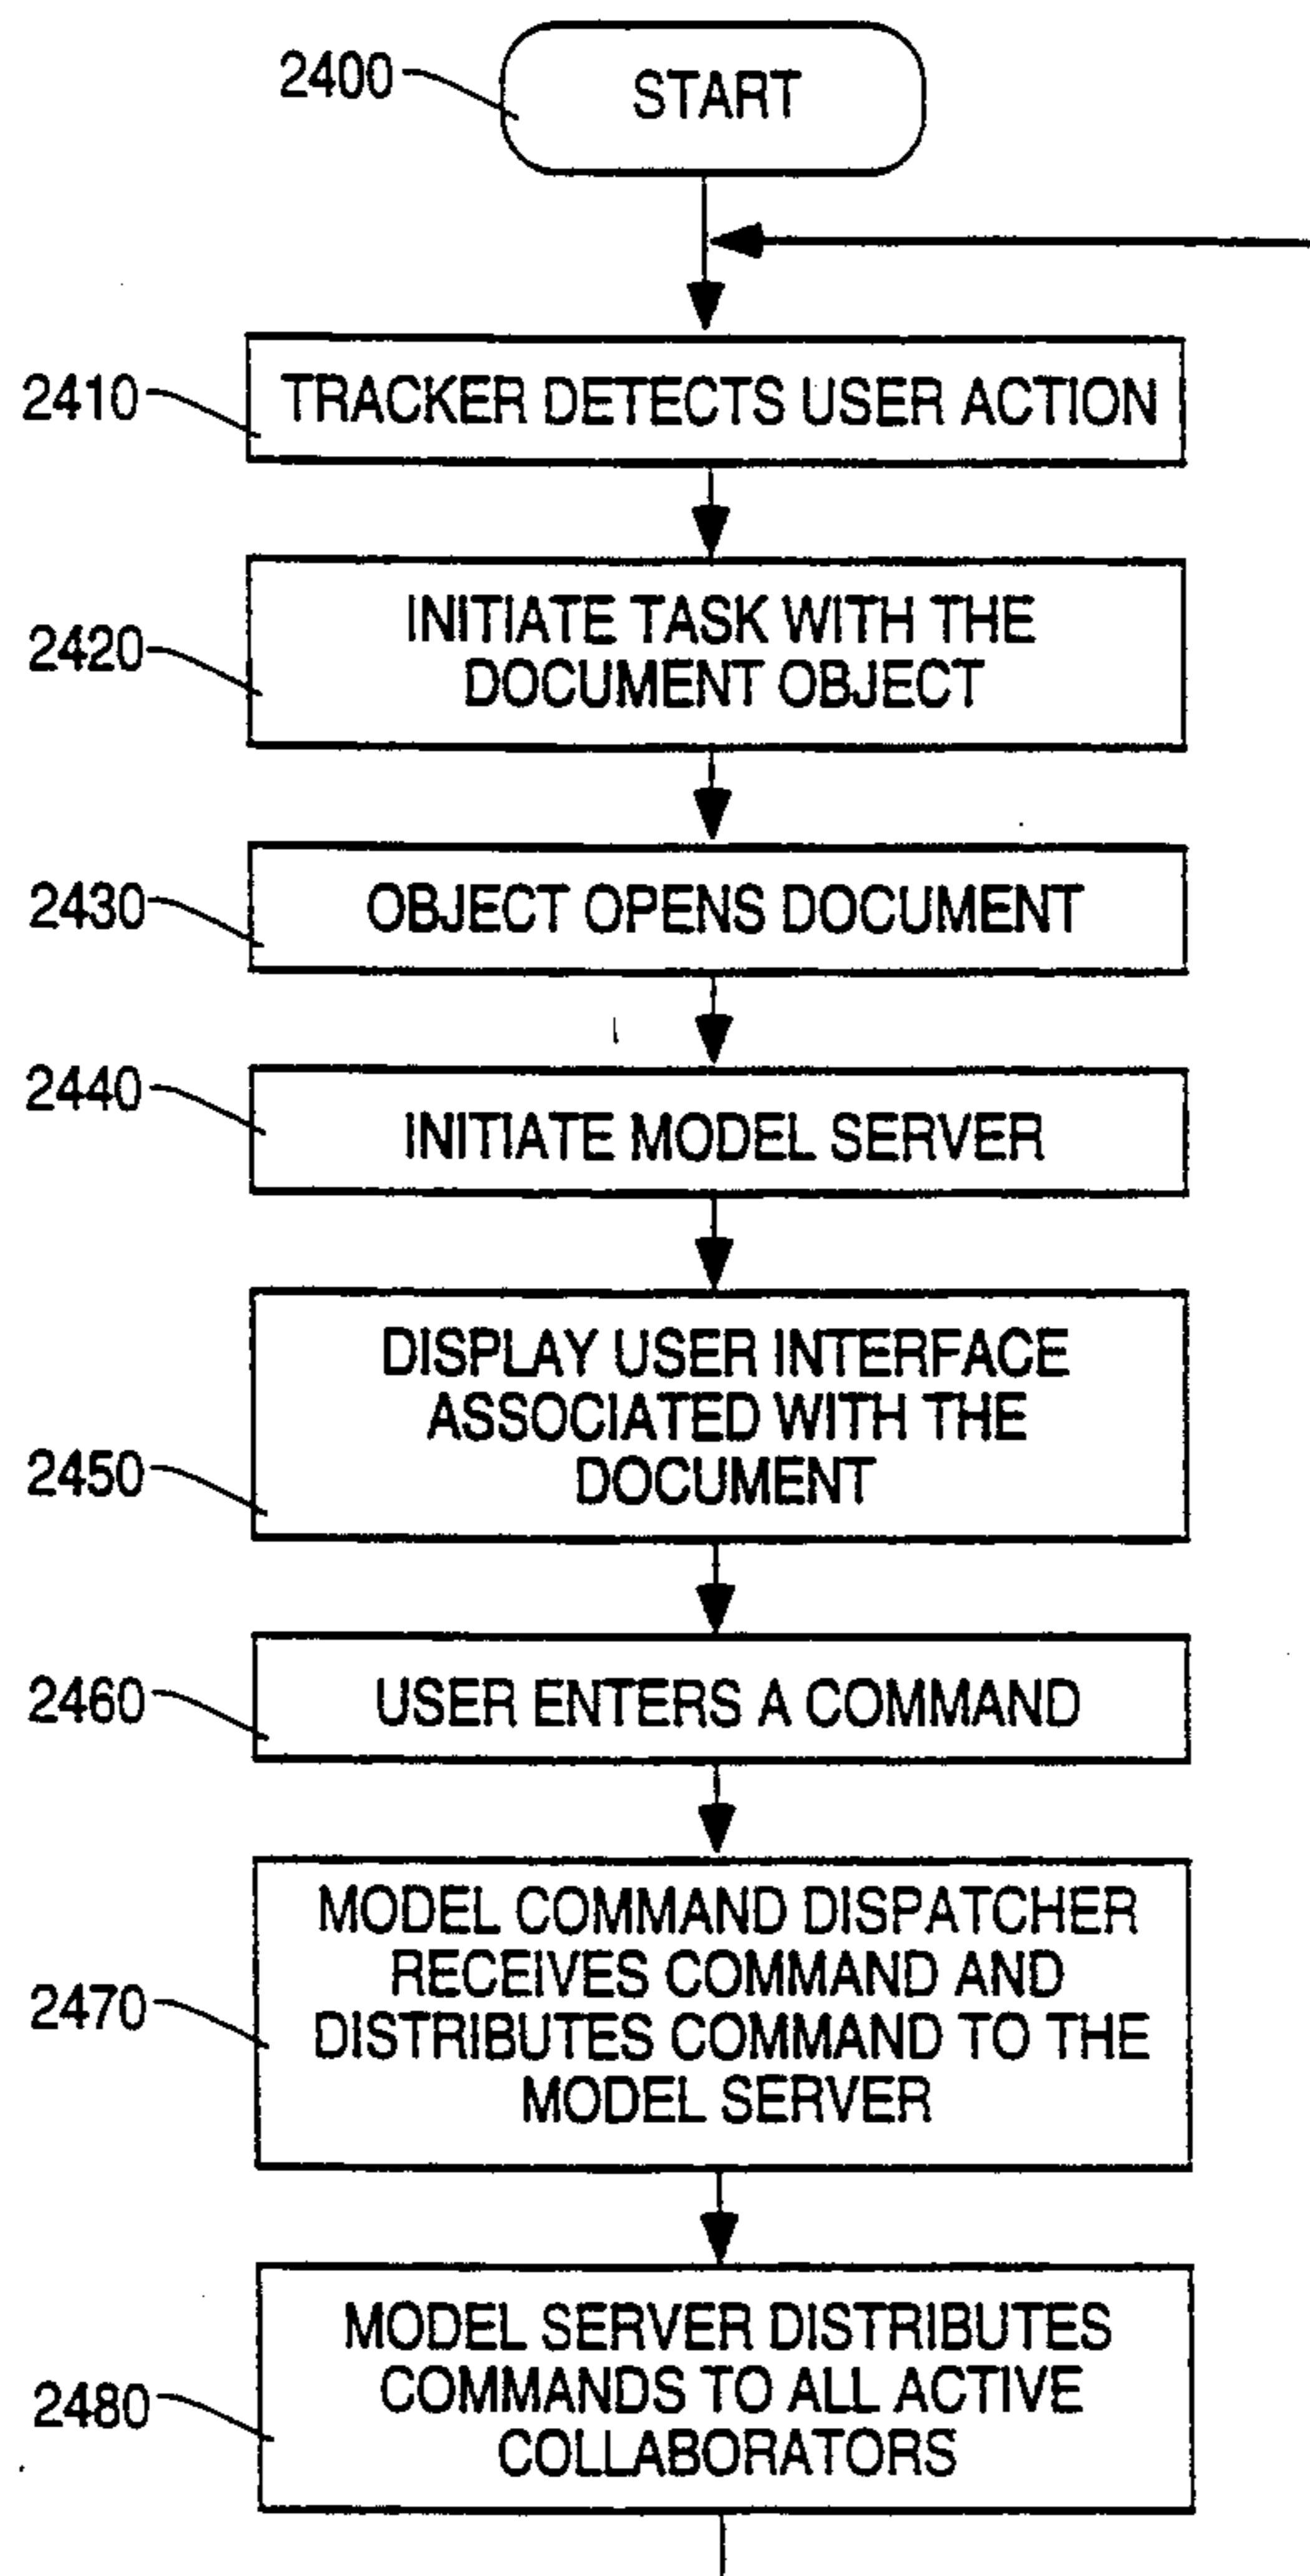 2400
START
2410
TRACKER DETECTS USER ACTION
2420
INITIATE TASK WITH THE
DOCUMENT OBJECT
2430
OBJECT OPENS DOCUMENT
2440
INITIATE MODEL SERVER
2450
DISPLAY USER INTERFACE
ASSOCIATED WITH THE
DOCUMENT
2460
USER ENTERS A COMMAND
2470
MODEL COMMAND DISPATCHER
RECEIVES COMMAND AND
DISTRIBUTES COMMAND TO THE
MODEL SERVER
2480
MODEL SERVER DISTRIBUTES
COMMANDS TO ALL ACTIVE
COLLABORATORS